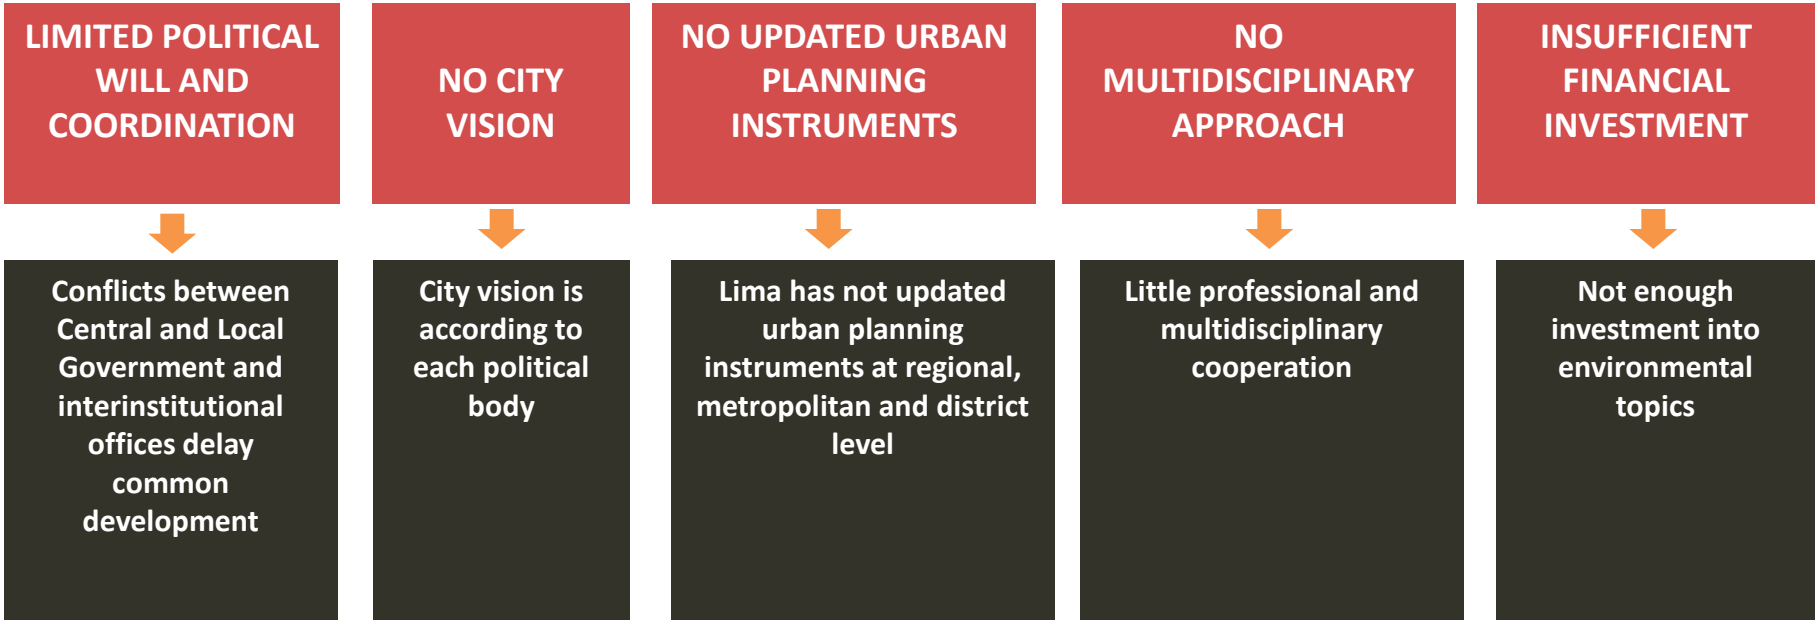 LIMITED POLITICAL
WILL AND
COORDINATION
NO CITY
VISION
NO UPDATED URBAN
PLANNING
INSTRUMENTS
NO
MULTIDISCIPLINARY
APPROACH
INSUFFICIENT
FINANCIAL
INVESTMENT
Conflicts between
Central and Local
Government and
interinstitutional
offices delay
common
development
City vision is
according to
each political
body
Lima has not updated
urban planning
instruments at regional,
metropolitan and district
level
Little professional and
multidisciplinary
cooperation
Not enough
investment into
environmental
topics